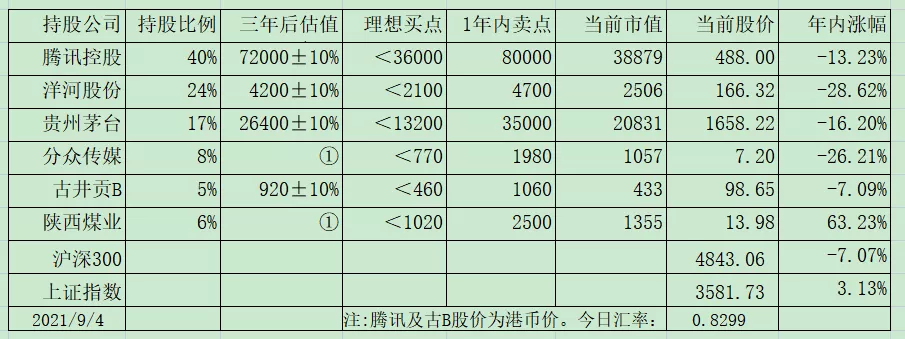 持股公司 持股比例 三年后估值 理想买点 1年内卖点 当前市值 当前股价 年内涨幅
腾讯控股 40% 72000±10% <36000 80000 38879 488.00 -13.23%
洋河股份 24% 4200±10% <2100 4700 2506 166.32 -28.62%
贵州茅台 17% 26400±10% <13200 35000 20831 1658.22 -16.20%
分众传媒 8% ① <770 1980 1057 7.20 -26.21%
古井贡B 5% 920±10% <460 1060 433 98.65 -7.09%
陕西煤业 6% ① <1020 2500 1355 13.98 63.23%
沪深300 4843.06 -7.07%
上证指数 3581.73 3.13%
2021/9/4 注:腾讯及古B股价为港币价。今日汇率: 0.8299